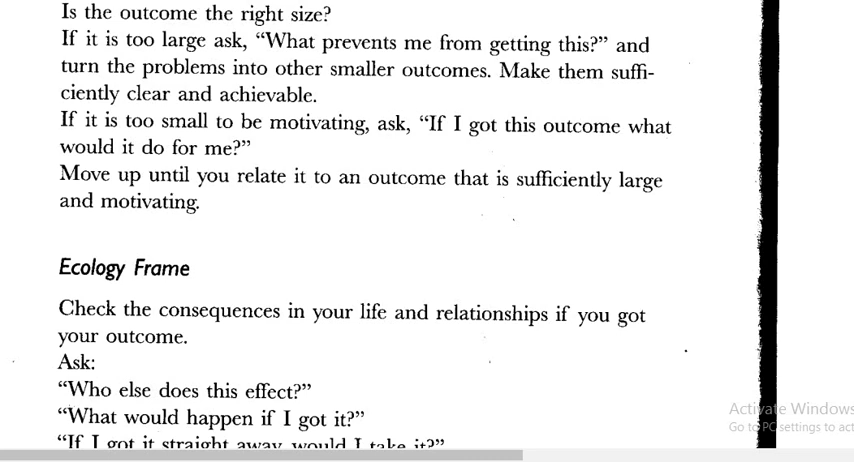 Is the outcome the right size?
If it is too large ask, “What prevents me from getting this?” and
turn the problems into other smaller outcomes. Make them suffi-
ciently clear and achievable.
If it is too small to be motivating, ask, “If I got this outcome what
would it do for me?”
Move up until you relate it to an outcome that is sufficiently large
and motivating.
Ecology Frame
Check the consequences in your life and relationships if you got
your outcome.
Ask:
“Who else does this effect?”
“What would happen if I got it?”
“If I got it straight away would I take it?”
Activate Windows
Go to PC settings to act